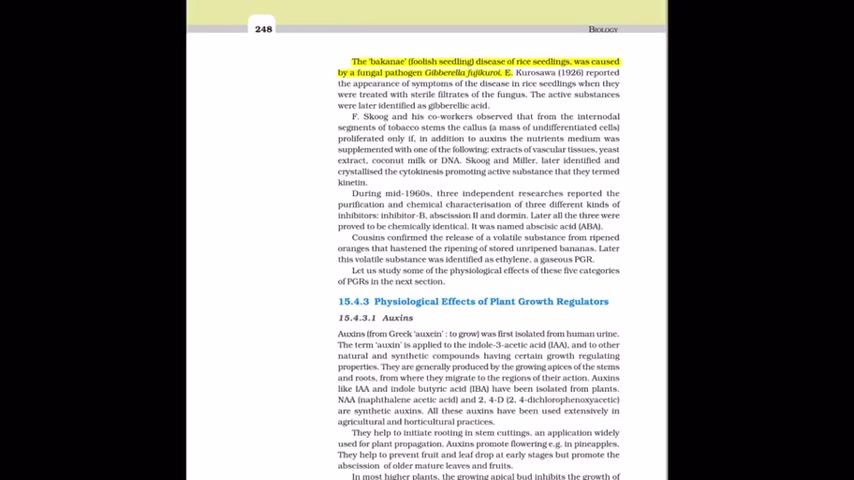 248
BIOLOGY
The 'bakanae' (foolish seedling) disease of rice seedlings, was caused
by a fungal pathogen Gibberella fujikuroi. E. Kurosawa (1926) reported
the appearance of symptoms of the disease in rice seedlings when they
were treated with sterile filtrates of the fungus. The active substances
were later identified as gibberellic acid.
F. Skoog and his co-workers observed that from the internodal
segments of tobacco stems the callus (a mass of undifferentiated cells)
proliferated only if, in addition to auxins the nutrients medium was
supplemented with one of the following: extracts of vascular tissues, yeast
extract, coconut milk or DNA. Skoog and Miller, later identified and
crystallised the cytokinesis promoting active substance that they termed
kinetin.
During mid-1960s, three independent researches reported the
purification and chemical characterisation of three different kinds of
inhibitors: inhibitor-B, abscission II and dormin. Later all the three were
proved to be chemically identical. It was named abscisic acid (ABA).
Cousins confirmed the release of a volatile substance from ripened
oranges that hastened the ripening of stored unripened bananas. Later
this volatile substance was identified as ethylene, a gaseous PGR.
Let us study some of the physiological effects of these five categories
of PGRs in the next section.
15.4.3 Physiological Effects of Plant Growth Regulators
15.4.3.1 Auxins
Auxins (from Greek 'auxein' : to grow) was first isolated from human urine.
The term 'auxin' is applied to the indole-3-acetic acid (IAA), and to other
natural and synthetic compounds having certain growth regulating
properties. They are generally produced by the growing apices of the stems
and roots, from where they migrate to the regions of their action. Auxins
like IAA and indole butyric acid (IBA) have been isolated from plants.
NAA (naphthalene acetic acid) and 2, 4-D (2, 4-dichlorophenoxyacetic)
are synthetic auxins. All these auxins have been used extensively in
agricultural and horticultural practices.
They help to initiate rooting in stem cuttings, an application widely
used for plant propagation. Auxins promote flowering e.g. in pineapples.
They help to prevent fruit and leaf drop at early stages but promote the
abscission of older mature leaves and fruits.
In most higher plants, the growing apical bud inhibits the growth of